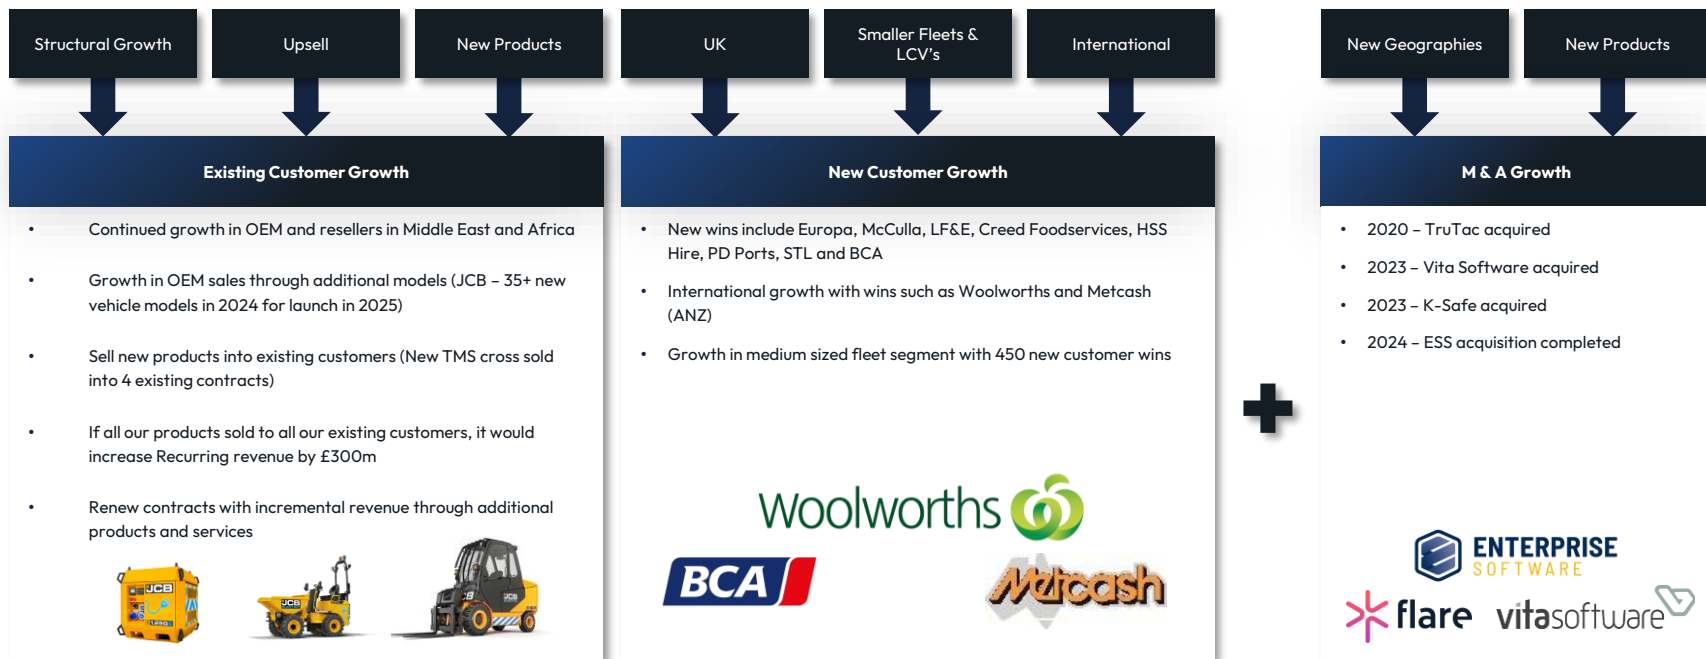 Structural Growth
Upsell
New Products
UK
Smaller Fleets &
LCV's
International
New Geographies
New Products
Existing Customer Growth
• Continued growth in OEM and resellers in Middle East and Africa
• Growth in OEM sales through additional models (JCB – 35+ new
vehicle models in 2024 for launch in 2025)
• Sell new products into existing customers (New TMS cross sold
into 4 existing contracts)
• If all our products sold to all our existing customers, it would
increase Recurring revenue by £300m
• Renew contracts with incremental revenue through additional
products and services
JCB
JCB
New Customer Growth
• New wins include Europa, McCulla, LF&E, Creed Foodservices, HSS
Hire, PD Ports, STL and BCA
• International growth with wins such as Woolworths and Metcash
(ANZ)
• Growth in medium sized fleet segment with 450 new customer wins
Woolworths
BCA
Metcash
M & A Growth
• 2020 – TruTac acquired
• 2023 – Vita Software acquired
• 2023 – K-Safe acquired
• 2024 – ESS acquisition completed
ENTERPRISE
SOFTWARE
flare
vitasoftware